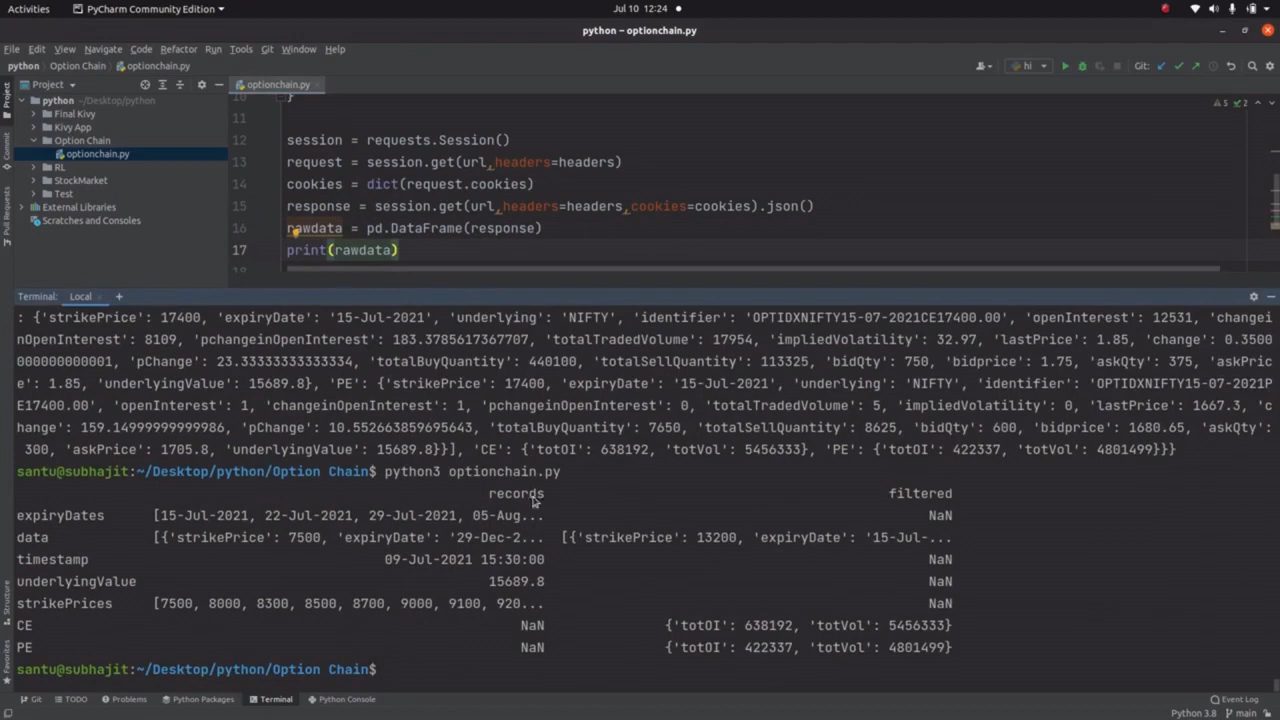 Activities PyCharm Community Edition Jul 10 12:24
python – optionchain.py
File Edit View Navigate Code Refactor Run Tools Git Window Help
python Option Chain optionchain.py hi Git:
Project optionchain.py
python ~/Desktop/python
Final Kivy
Kivy App
Option Chain
optionchain.py
RL
StockMarket
Test
External Libraries
Scratches and Consoles
Project
Commit
Pull Requests
Structure
Favorites
5 2
10 }
11
12 session = requests.Session()
13 request = session.get(url,headers=headers)
14 cookies = dict(request.cookies)
15 response = session.get(url,headers=headers,cookies=cookies).json()
16 rawdata = pd.DataFrame(response)
17 print(rawdata)
18
Terminal: Local +
: {'strikePrice': 17400, 'expiryDate': '15-Jul-2021', 'underlying': 'NIFTY', 'identifier': 'OPTIDXNIFTY15-07-2021CE17400.00', 'openInterest': 12531, 'changei
nOpenInterest': 8109, 'pchangeinOpenInterest': 183.3785617367707, 'totalTradedVolume': 17954, 'impliedVolatility': 32.97, 'lastPrice': 1.85, 'change': 0.3500
000000000001, 'pChange': 23.33333333333334, 'totalBuyQuantity': 440100, 'totalSellQuantity': 113325, 'bidQty': 750, 'bidprice': 1.75, 'askQty': 375, 'askPric
e': 1.85, 'underlyingValue': 15689.8}, 'PE': {'strikePrice': 17400, 'expiryDate': '15-Jul-2021', 'underlying': 'NIFTY', 'identifier': 'OPTIDXNIFTY15-07-2021P
E17400.00', 'openInterest': 1, 'changeinOpenInterest': 1, 'pchangeinOpenInterest': 0, 'totalTradedVolume': 5, 'impliedVolatility': 0, 'lastPrice': 1667.3, 'c
hange': 159.14999999999986, 'pChange': 10.552663859695643, 'totalBuyQuantity': 7650, 'totalSellQuantity': 8625, 'bidQty': 600, 'bidprice': 1680.65, 'askQty':
300, 'askPrice': 1705.8, 'underlyingValue': 15689.8}}], 'CE': {'totOI': 638192, 'totVol': 5456333}, 'PE': {'totOI': 422337, 'totVol': 4801499}}}
santu@subhajit:~/Desktop/python/Option Chain$ python3 optionchain.py
records filtered
expiryDates [15-Jul-2021, 22-Jul-2021, 29-Jul-2021, 05-Aug... NaN
data [{'strikePrice': 7500, 'expiryDate': '29-Dec-2... [{'strikePrice': 13200, 'expiryDate': '15-Jul-...
timestamp 09-Jul-2021 15:30:00 NaN
underlyingValue 15689.8 NaN
strikePrices [7500, 8000, 8300, 8500, 8700, 9000, 9100, 920... NaN
CE NaN {'totOI': 638192, 'totVol': 5456333}
PE NaN {'totOI': 422337, 'totVol': 4801499}
santu@subhajit:~/Desktop/python/Option Chain$
Git TODO Problems Python Packages Terminal Python Console Event Log
Python 3.8 main